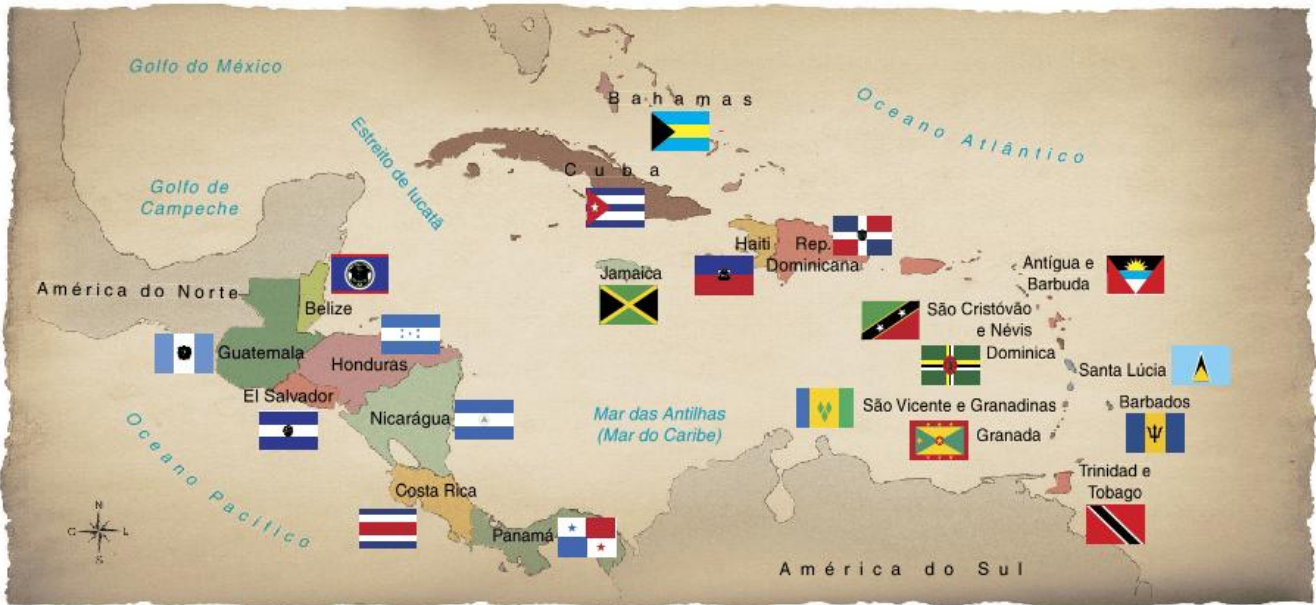 Golfo do México
Oceano Atlântico
Bahamas
Estreito de Iucatã
Cuba
Golfo de
Campeche
Haiti
Rep.
Dominicana
Jamaica
Antígua e
Barbuda
América do Norte
Belize
São Cristóvão
e Névis
Guatemala
Honduras
Dominica
Santa Lúcia
El Salvador
Nicarágua
Mar das Antilhas
(Mar do Caribe)
São Vicente e Granadinas
Barbados
Granada
Oceano Pacífico
Costa Rica
Trinidad e
Tobago
Panamá
América do Sul
N
O
L
S